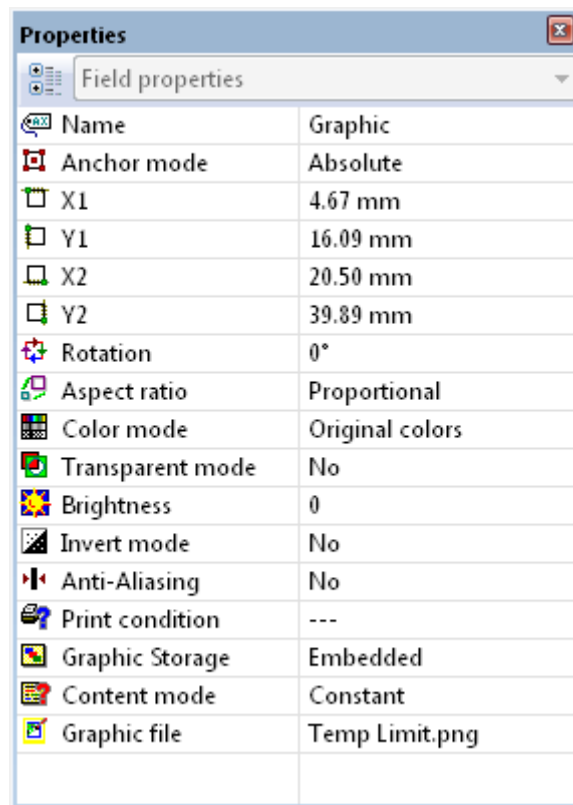 Properties
Field properties
Name Graphic
Anchor mode Absolute
X1 4.67 mm
Y1 16.09 mm
X2 20.50 mm
Y2 39.89 mm
Rotation 0°
Aspect ratio Proportional
Color mode Original colors
Transparent mode No
Brightness 0
Invert mode No
Anti-Aliasing No
Print condition ---
Graphic Storage Embedded
Content mode Constant
Graphic file Temp Limit.png